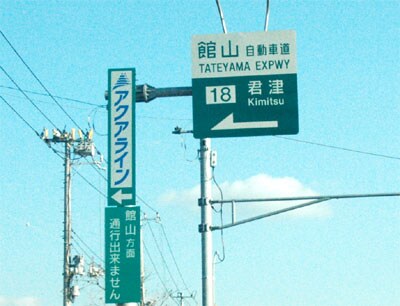 館山自動車道
TATEYAMA EXPWY
18 君津
Kimitsu
アクアライン
館山方面
通行出来ません